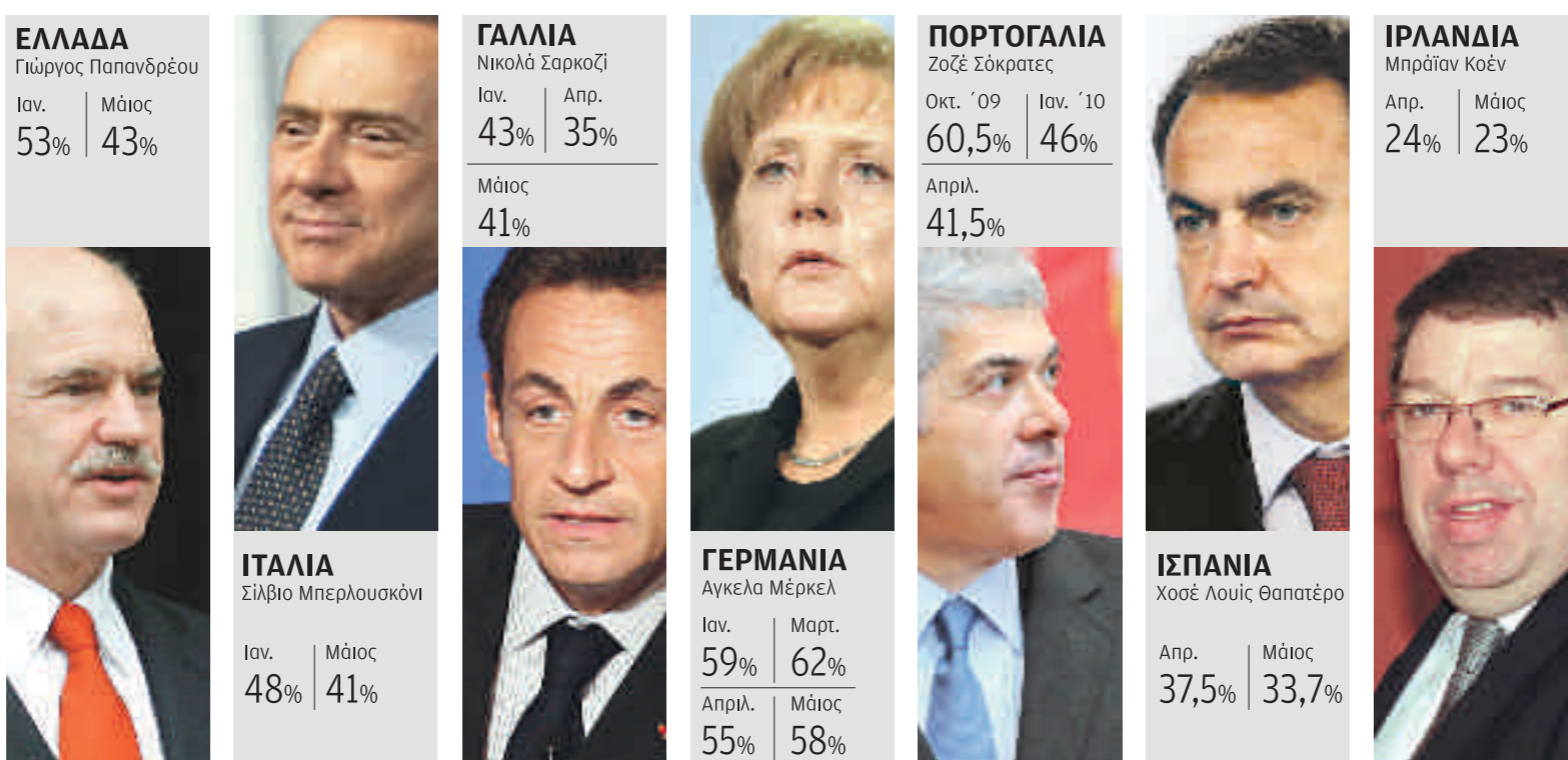 ΕΛΛΑΔΑ
Γιώργος Παπανδρέου
Ιαν. Μάιος
53% 43%
ΙΤΑΛΙΑ
Σίλβιο Μπερλουσκόνι
Ιαν. Μάιος
48% 41%
ΓΑΛΛΙΑ
Νικολά Σαρκοζί
Ιαν. Απρ.
43% 35%
Μάιος
41%
ΓΕΡΜΑΝΙΑ
Αγκελα Μέρκελ
Ιαν. Μαρτ.
59% 62%
Απριλ. Μάιος
55% 58%
ΠΟΡΤΟΓΑΛΙΑ
Ζοζέ Σόκρατες
Οκτ. ΄09 Ιαν. ΄10
60,5% 46%
Απριλ.
41,5%
ΙΣΠΑΝΙΑ
Χοσέ Λουίς Θαπατέρο
Απρ. Μάιος
37,5% 33,7%
ΙΡΛΑΝΔΙΑ
Μπράϊαν Κοέν
Απρ. Μάιος
24% 23%